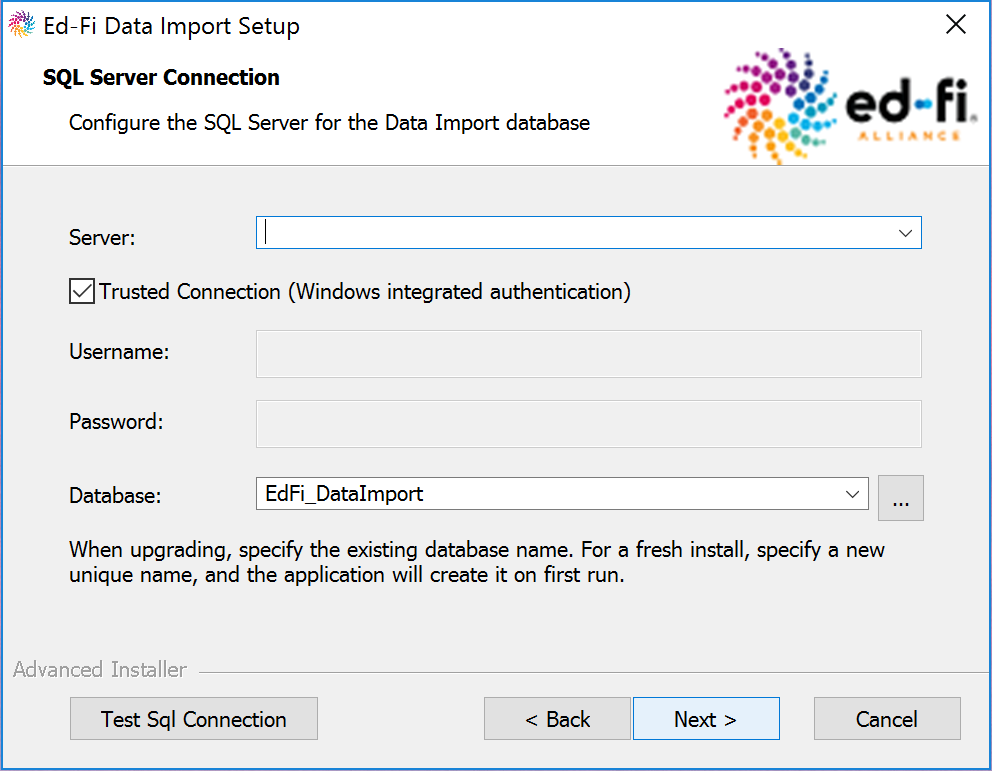 Ed-Fi Data Import Setup
SQL Server Connection
Configure the SQL Server for the Data Import database
ed-fi®
ALLIANCE
Server:
Trusted Connection (Windows integrated authentication)
Username:
Password:
Database: EdFi_DataImport ...
When upgrading, specify the existing database name. For a fresh install, specify a new
unique name, and the application will create it on first run.
Advanced Installer
Test Sql Connection < Back Next > Cancel